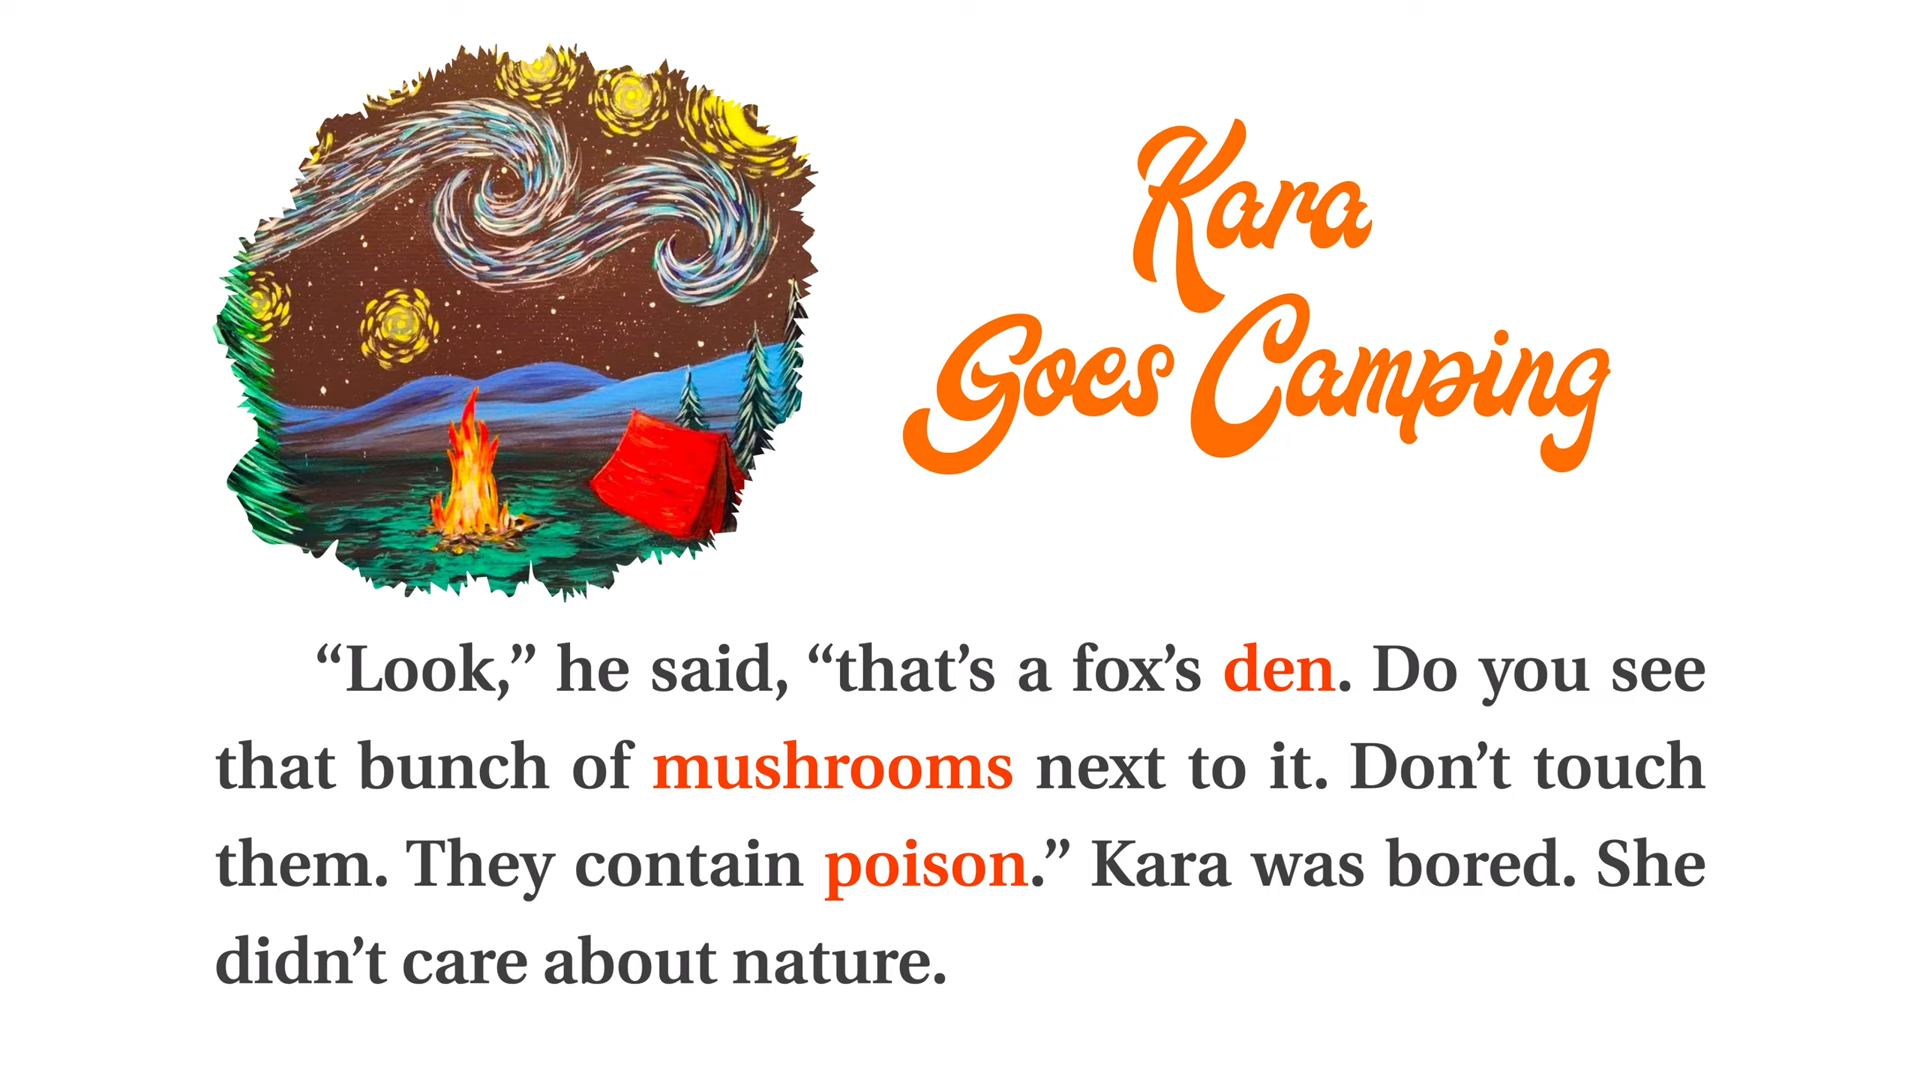 Kara
Goes Camping
“Look,” he said, “that’s a fox’s den. Do you see
that bunch of mushrooms next to it. Don’t touch
them. They contain poison.” Kara was bored. She
didn’t care about nature.